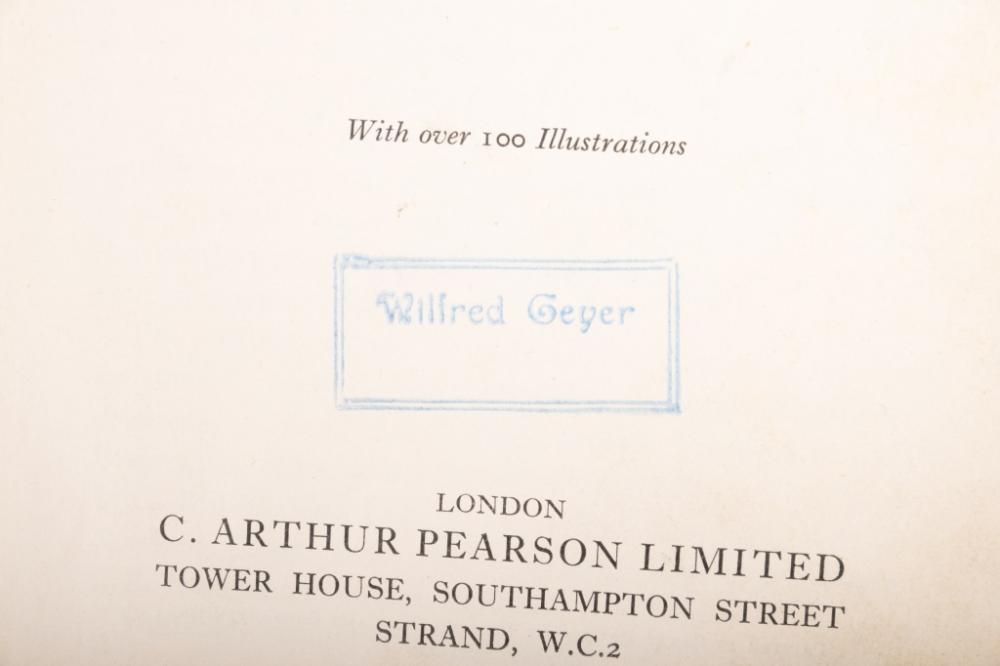 With over 100 Illustrations
Wilfred Geyer
LONDON
C. ARTHUR PEARSON LIMITED
TOWER HOUSE, SOUTHAMPTON STREET
STRAND, W.C.2